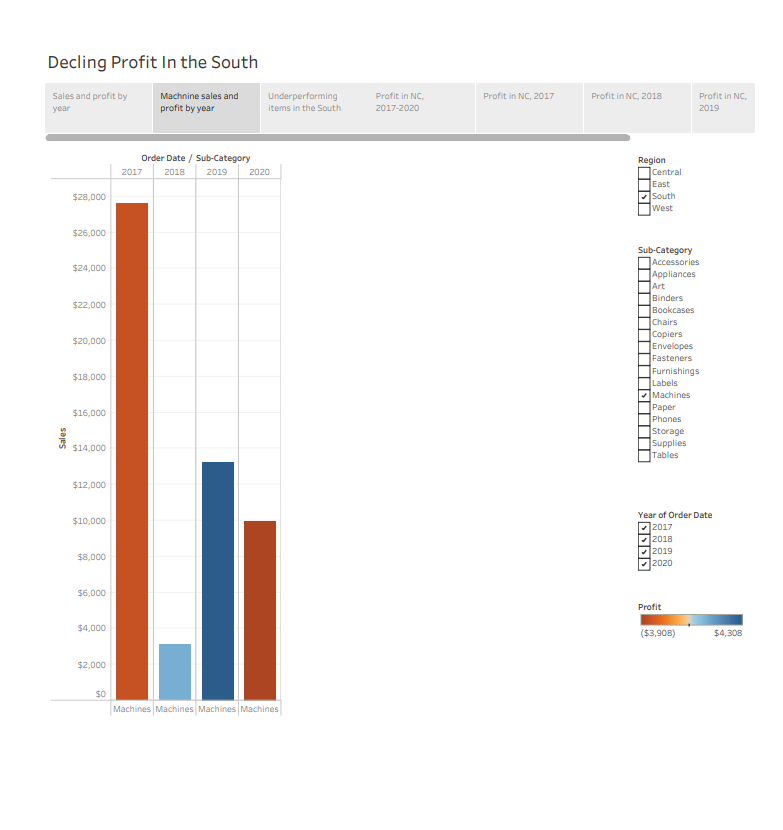 Decling Profit In the South
Sales and profit by
year
Machnine sales and
profit by year
Underperforming
items in the South
Profit in NC,
2017-2020
Profit in NC, 2017
Profit in NC, 2018
Profit in NC,
2019
Order Date / Sub-Category
2017 2018 2019 2020
$28,000
$26,000
$24,000
$22,000
$20,000
$18,000
$16,000
$14,000
$12,000
$10,000
$8,000
$6,000
$4,000
$2,000
$0
Sales
Machines Machines Machines Machines
Region
Central
East
South
West
Sub-Category
Accessories
Appliances
Art
Binders
Bookcases
Chairs
Copiers
Envelopes
Fasteners
Furnishings
Labels
Machines
Paper
Phones
Storage
Supplies
Tables
Year of Order Date
2017
2018
2019
2020
Profit
($3,908) $4,308